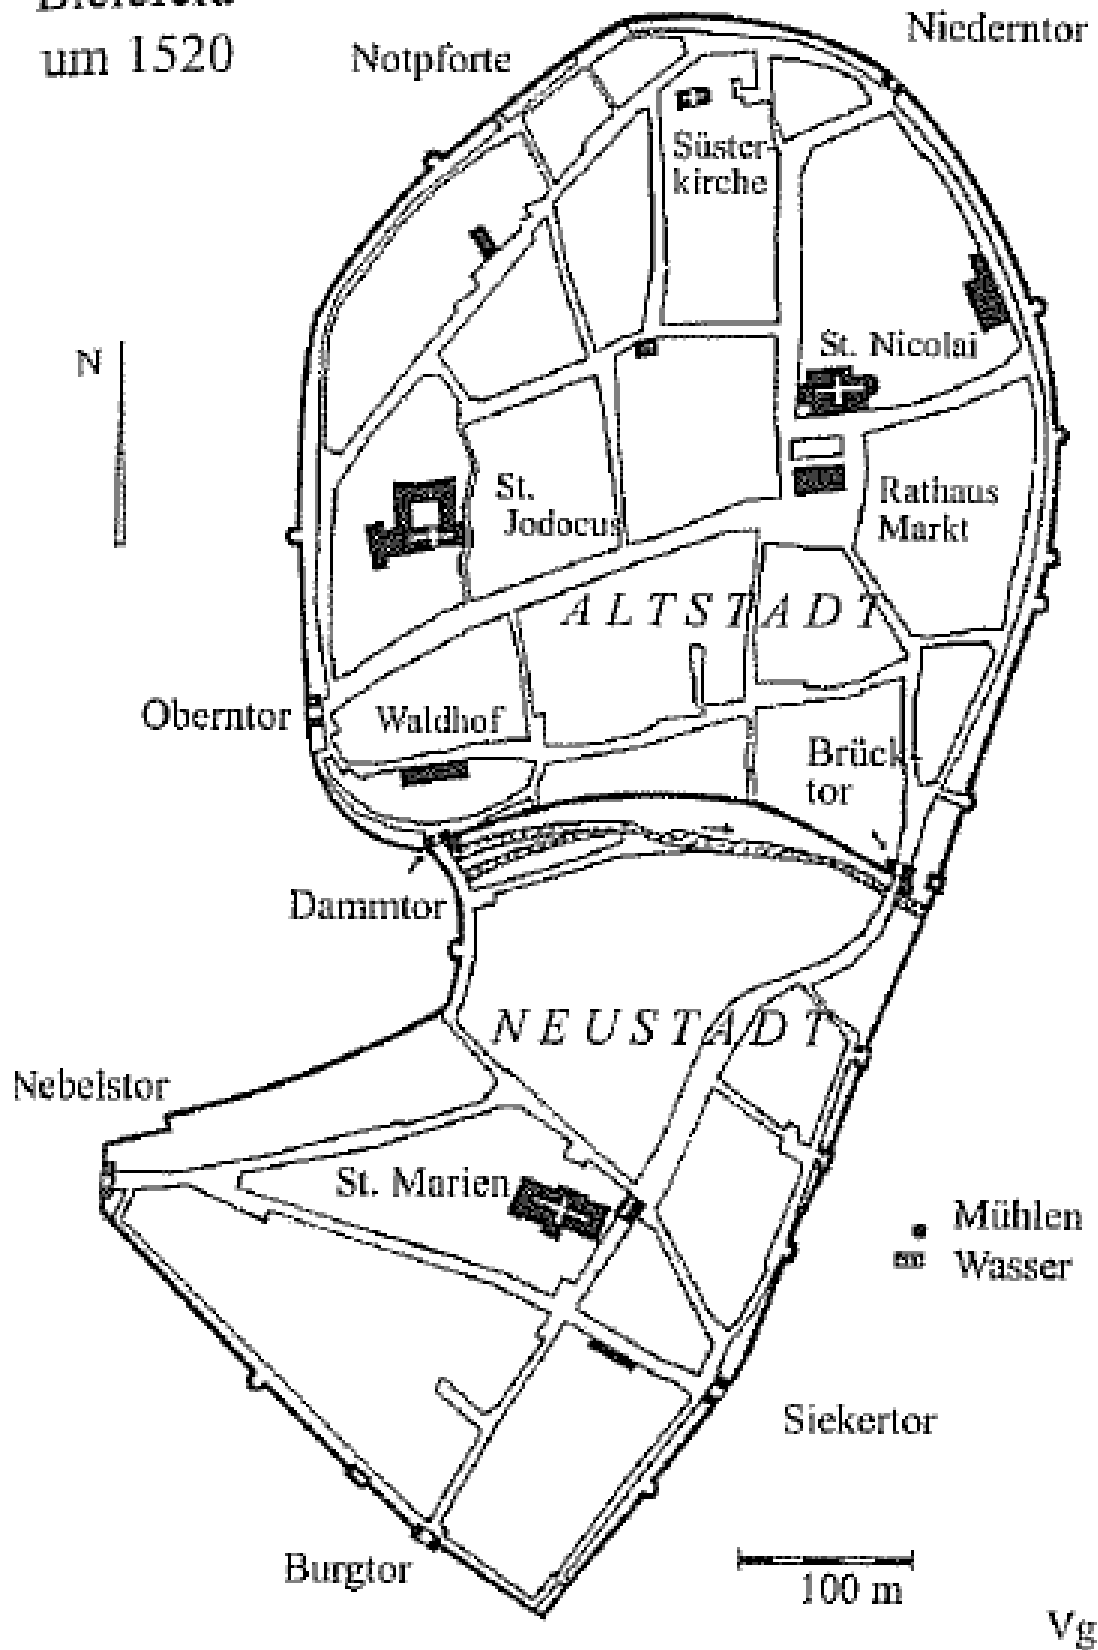 um 1520
Notpforte
Niederntor
Süster-
kirche
N
St. Nicolai
St.
Jodocus
Rathaus
Markt
ALTSTADT
Oberntor
Waldhof
Brück-
tor
Dammtor
NEUSTADT
Nebelstor
St. Marien
Mühlen
Wasser
Siekertor
Burgtor
100 m
Vg